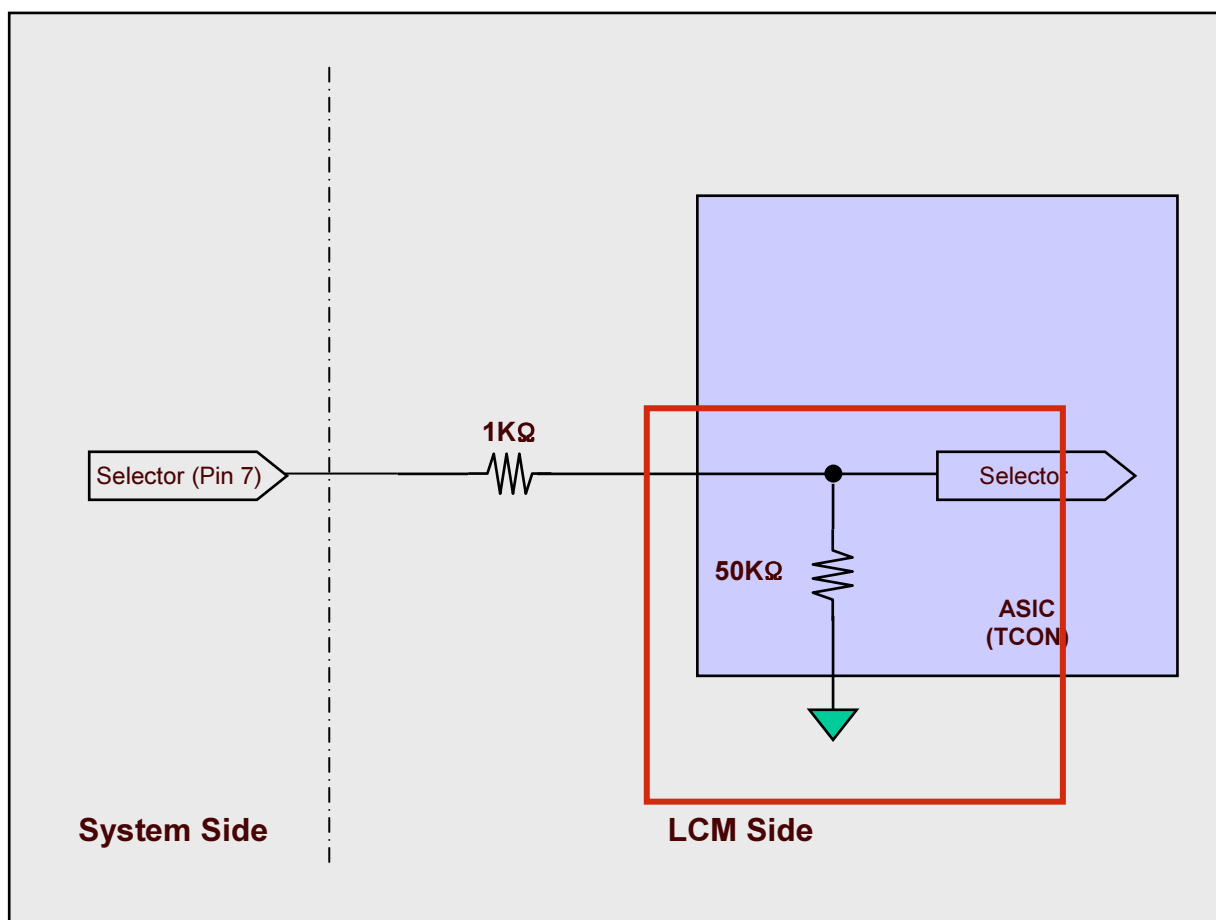 1KΩ
Selector (Pin 7)
Selector
50KΩ
ASIC
(TCON)
System Side
LCM Side